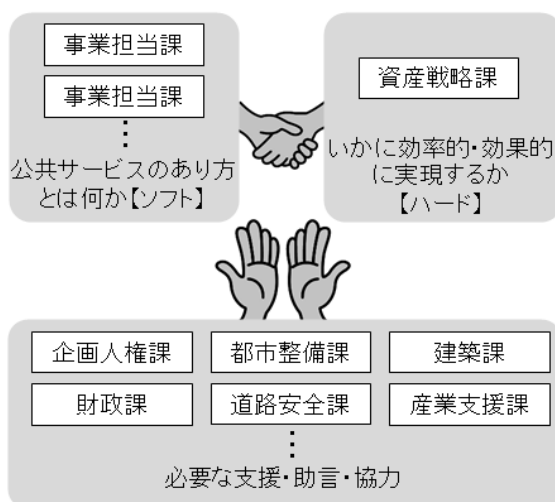 事業担当課
事業担当課
⋮
公共サービスのあり方
とは何か【ソフト】
資産戦略課
いかに効率的・効果的
に実現するか
【ハード】
企画人権課 都市整備課 建築課
財政課 道路安全課 産業支援課
⋮
必要な支援・助言・協力